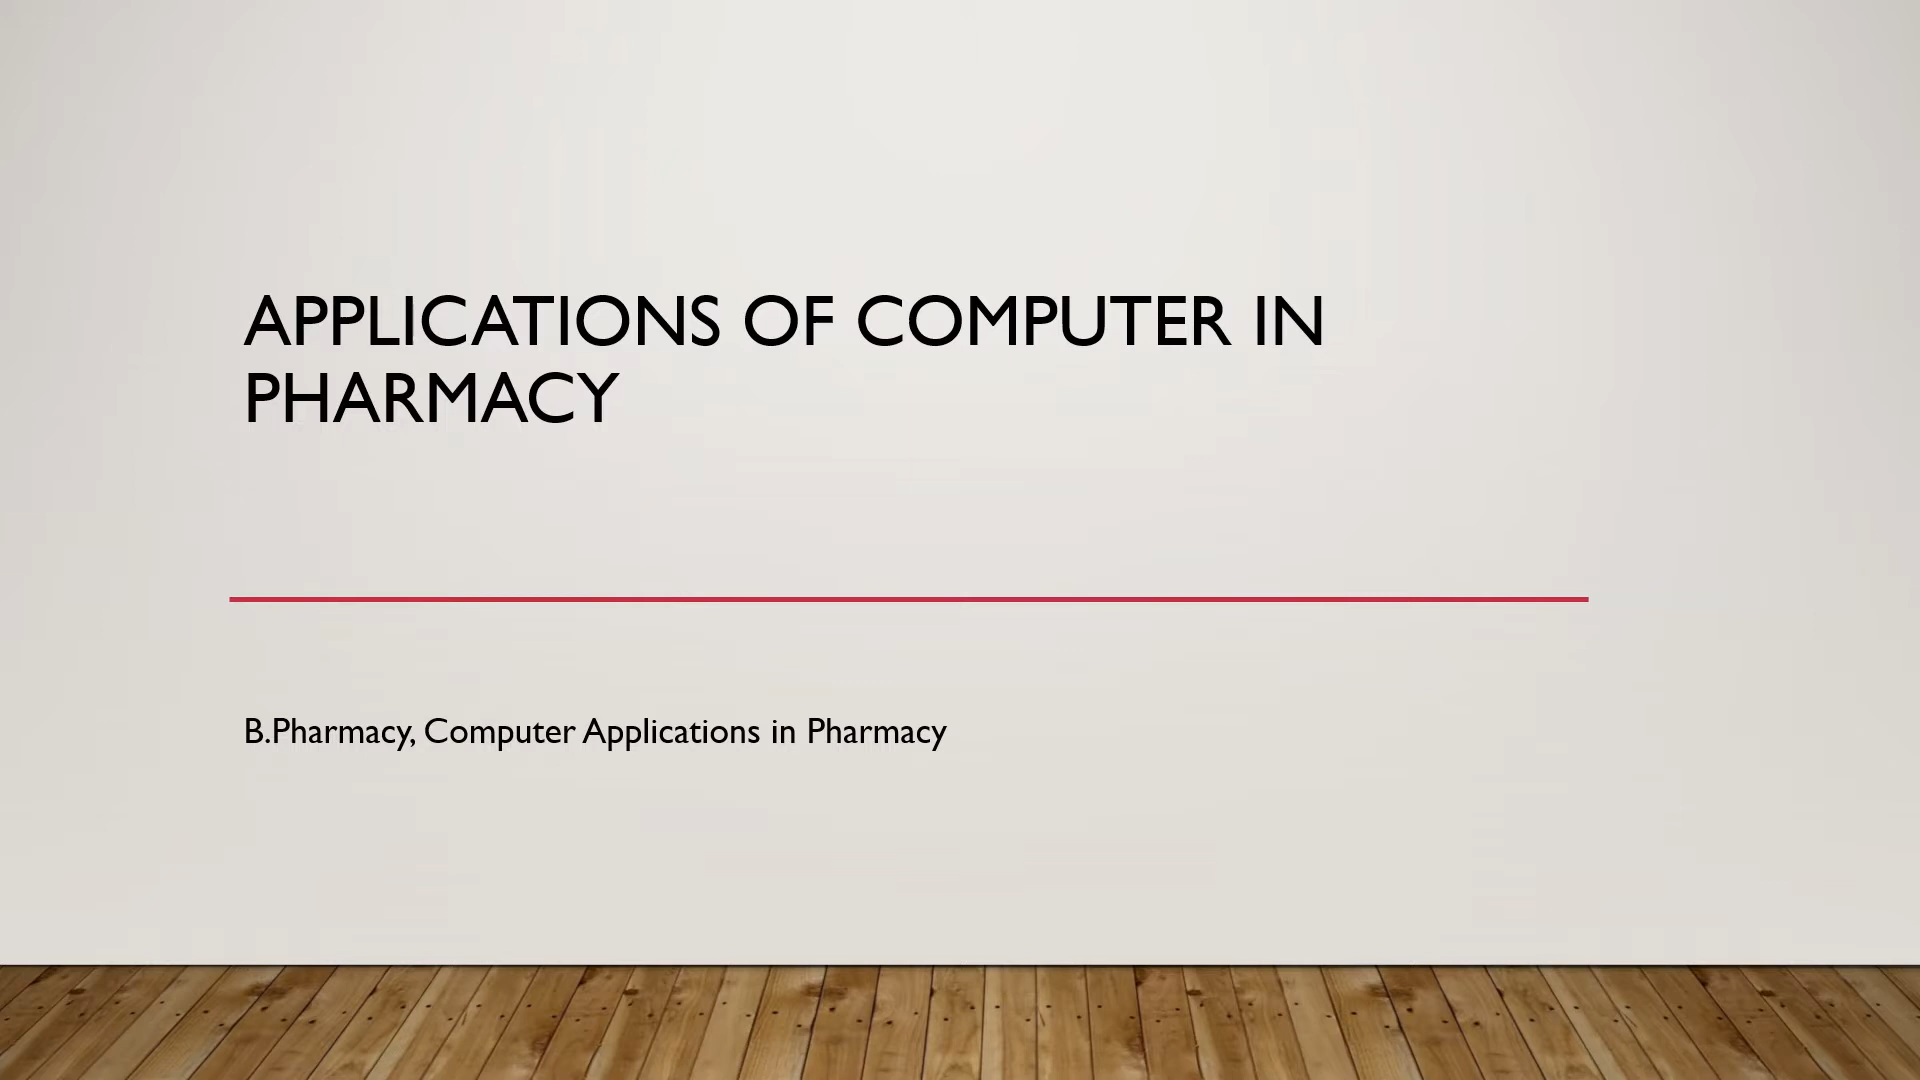 APPLICATIONS OF COMPUTER IN
PHARMACY
B.Pharmacy, Computer Applications in Pharmacy